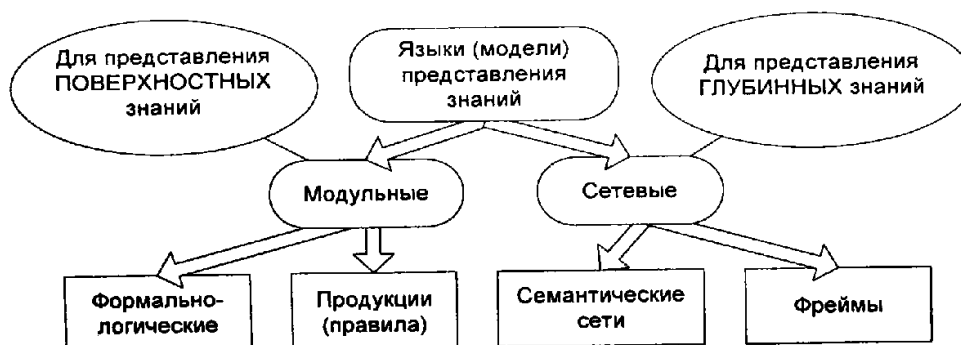 Для представления
ПОВЕРХНОСТНЫХ
знаний
Языки (модели)
представления
знаний
Для представления
ГЛУБИННЫХ знаний
Модульные
Сетевые
Формально-
логические
Продукции
(правила)
Семантические
сети
Фреймы